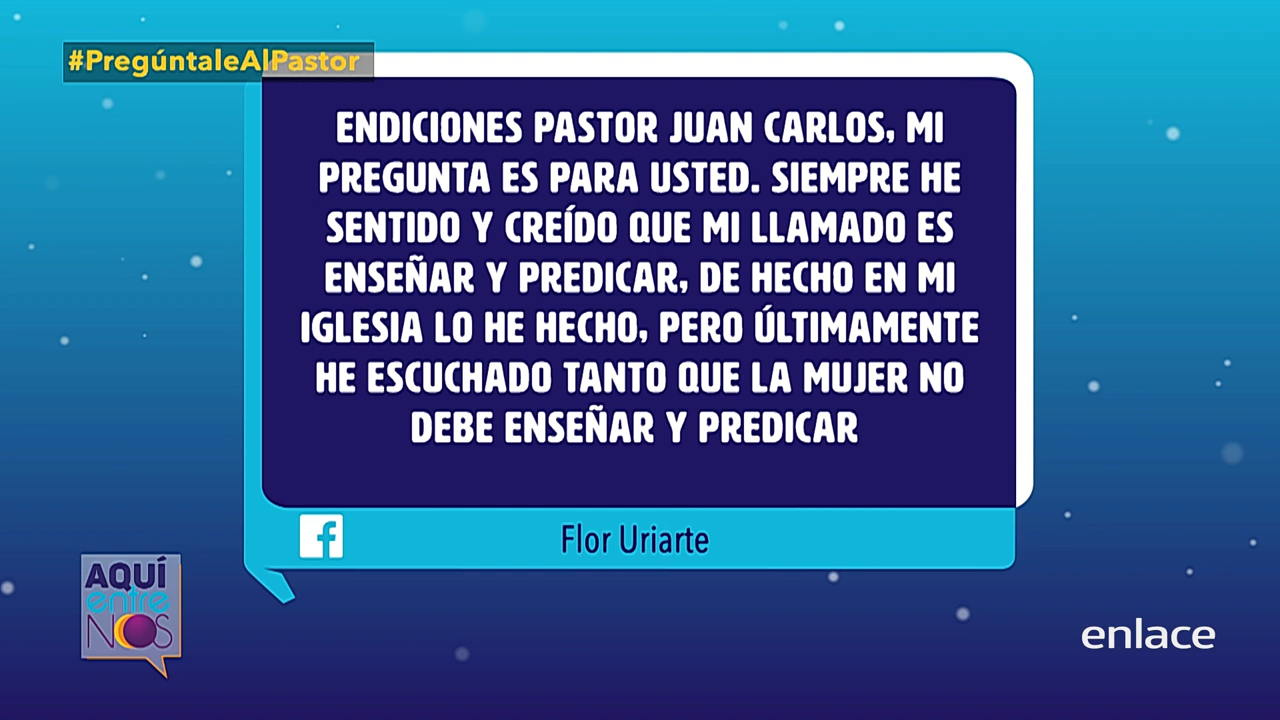 #PregúntaleAlPastor
ENDICIONES PASTOR JUAN CARLOS, MI
PREGUNTA ES PARA USTED. SIEMPRE HE
SENTIDO Y CREÍDO QUE MI LLAMADO ES
ENSEÑAR Y PREDICAR, DE HECHO EN MI
IGLESIA LO HE HECHO, PERO ÚLTIMAMENTE
HE ESCUCHADO TANTO QUE LA MUJER NO
DEBE ENSEÑAR Y PREDICAR
Flor Uriarte
AQUÍ
entre
NOS
enlace